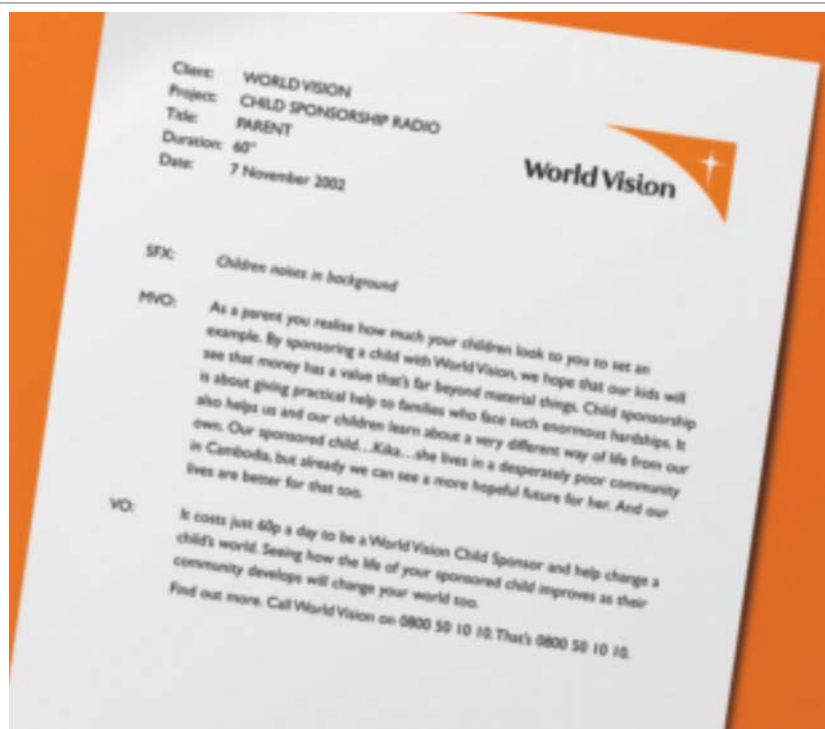 Client: WORLD VISION
Project: CHILD SPONSORSHIP RADIO
Title: PARENT
Duration: 60"
Date: 7 November 2002
World Vision
SFX: Children noises in background
MVO: As a parent you realise how much your children look to you to set an
example. By sponsoring a child with World Vision, we hope that our kids will
see that money has a value that's far beyond material things. Child sponsorship
is about giving practical help to families who face such enormous hardships. It
also helps us and our children learn about a very different way of life from our
own. Our sponsored child…Kika…she lives in a desperately poor community
in Cambodia, but already we can see a more hopeful future for her. And our
lives are better for that too.
VO: It costs just 60p a day to be a World Vision Child Sponsor and help change a
child's world. Seeing how the life of your sponsored child improves as their
community develops will change your world too.
Find out more. Call World Vision on 0800 50 10 10. That's 0800 50 10 10.